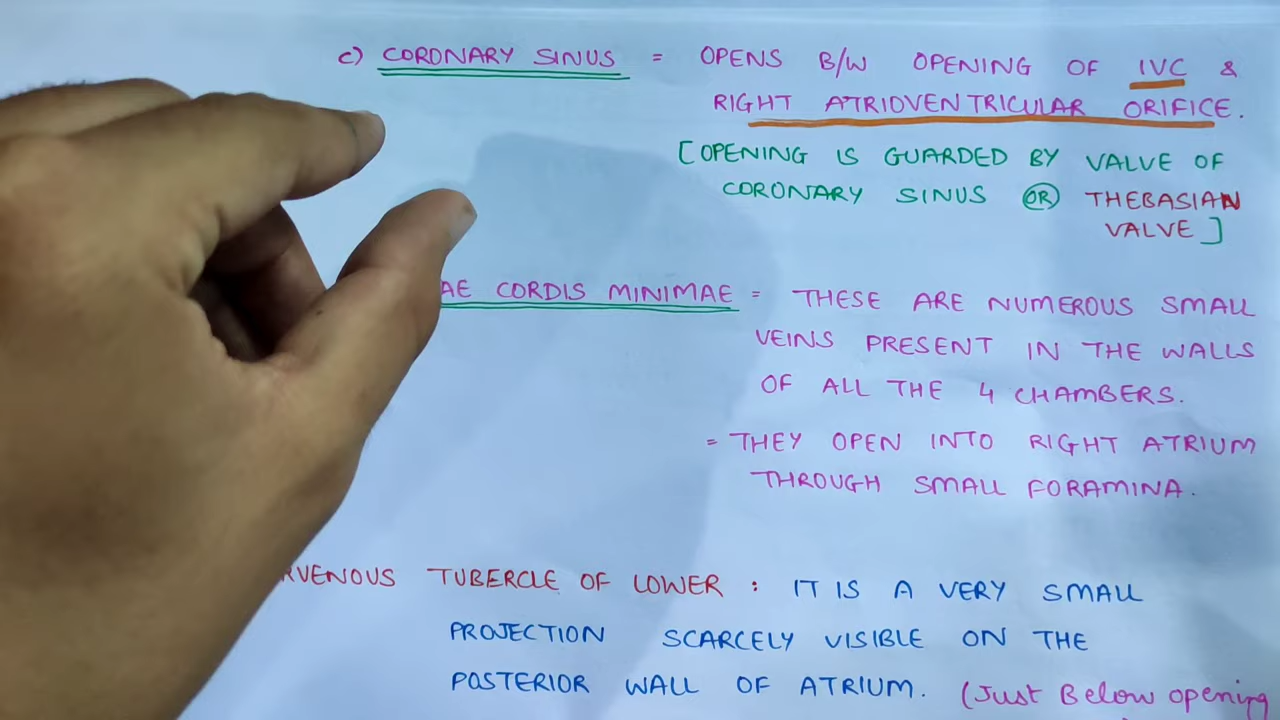 c) CORONARY SINUS = OPENS B/W OPENING OF IVC &
RIGHT ATRIOVENTRICULAR ORIFICE.
[OPENING IS GUARDED BY VALVE OF
CORONARY SINUS OR THEBASIAN
VALVE]
AE CORDIS MINIMAE = THESE ARE NUMEROUS SMALL
VEINS PRESENT IN THE WALLS
OF ALL THE 4 CHAMBERS.
= THEY OPEN INTO RIGHT ATRIUM
THROUGH SMALL FORAMINA.
RVENOUS TUBERCLE OF LOWER : IT IS A VERY SMALL
PROJECTION SCARCELY VISIBLE ON THE
POSTERIOR WALL OF ATRIUM. (Just Below opening